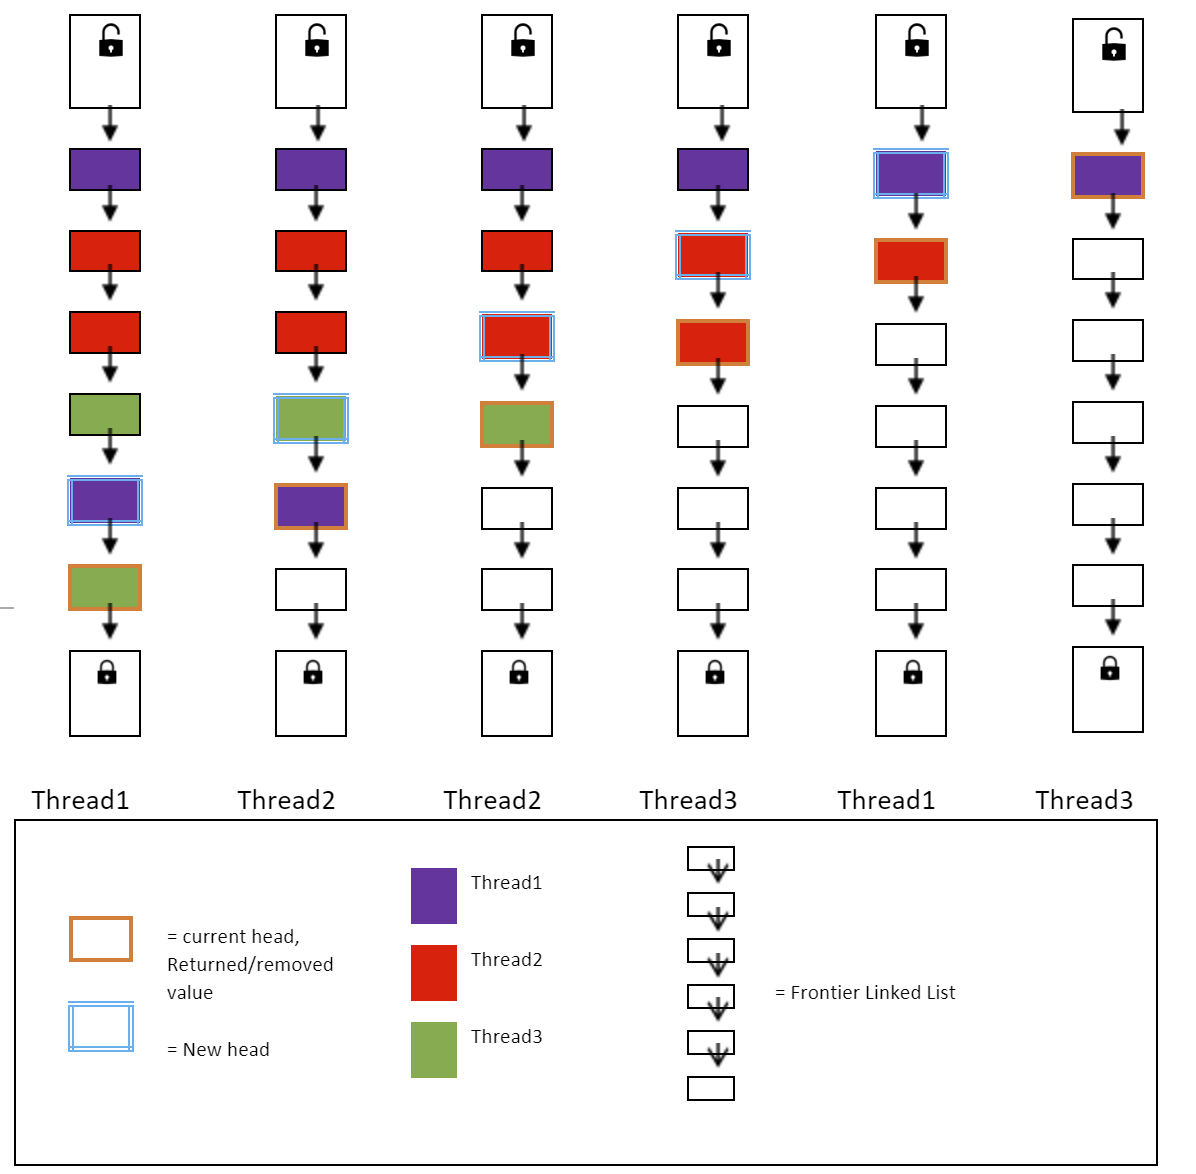 Thread1
Thread2
Thread2
Thread3
Thread1
Thread3
= current head,
Returned/removed
value
= New head
Thread1
Thread2
Thread3
= Frontier Linked List